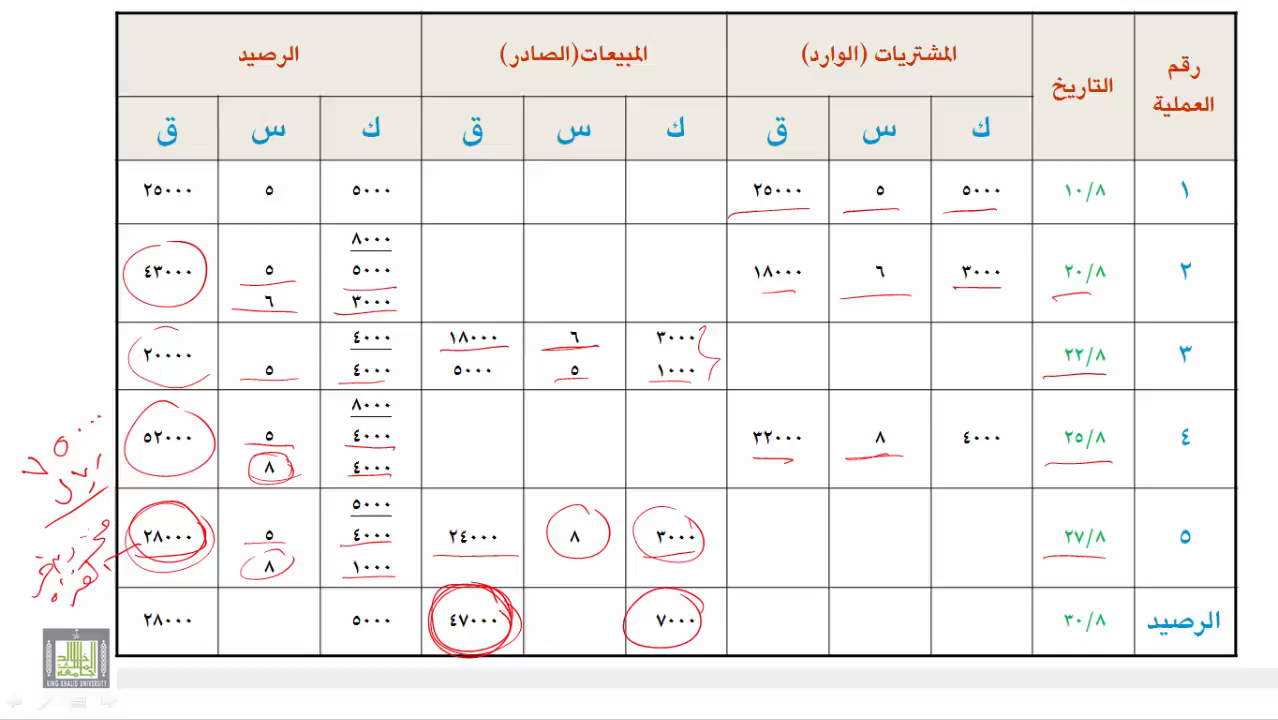 رقم العملية التاريخ المشتريات (الوارد) المبيعات(الصادر) الرصيد
ك س ق ك س ق ك س ق
١ ١٠/٨ ٥٠٠٠ ٥ ٢٥٠٠٠ ٥٠٠٠ ٥ ٢٥٠٠٠
٨٠٠٠
٢ ٢٠/٨ ٣٠٠٠ ٦ ١٨٠٠٠ ٥٠٠٠ ٥ ٤٣٠٠٠
٣٠٠٠ ٦
٣٠٠٠ ٦ ١٨٠٠٠ ٤٠٠٠
٣ ٢٢/٨ ٢٠٠٠٠
١٠٠٠ ٥ ٥٠٠٠ ٤٠٠٠ ٥
٨٠٠٠
٤ ٢٥/٨ ٤٠٠٠ ٨ ٣٢٠٠٠ ٤٠٠٠ ٥ ٥٢٠٠٠
٤٠٠٠ ٨
٥٠٠٠
٥ ٢٧/٨ ٣٠٠٠ ٨ ٢٤٠٠٠ ٤٠٠٠ ٥ ٢٨٠٠٠
١٠٠٠ ٨
الرصيد ٣٠/٨ ٧٠٠٠ ٤٧٠٠٠ ٥٠٠٠ ٢٨٠٠٠
KING KHALID UNIVERSITY